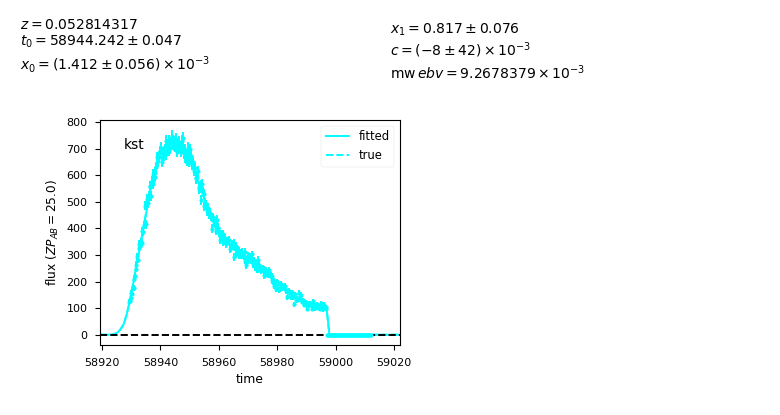 z = 0.052814317
t₀ = 58944.242 ± 0.047
x₀ = (1.412 ± 0.056) × 10⁻³
x₁ = 0.817 ± 0.076
c = (−8 ± 42) × 10⁻³
mw ebv = 9.2678379 × 10⁻³
kst
fitted
true
flux (ZP_AB = 25.0)
800
700
600
500
400
300
200
100
0
58920 58940 58960 58980 59000 59020
time